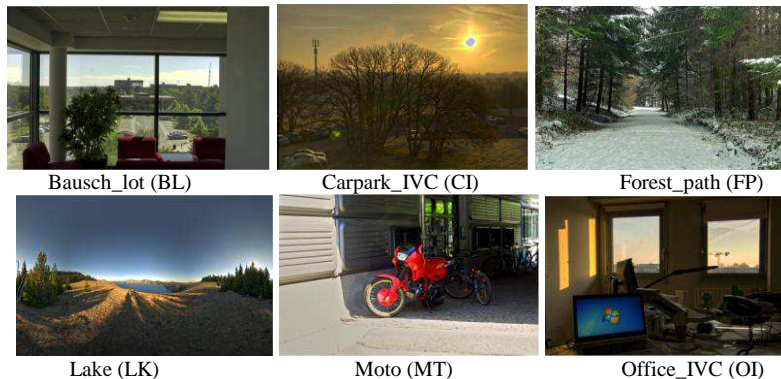 Bausch_lot (BL)
Carpark_IVC (CI)
Forest_path (FP)
Lake (LK)
Moto (MT)
Office_IVC (OI)